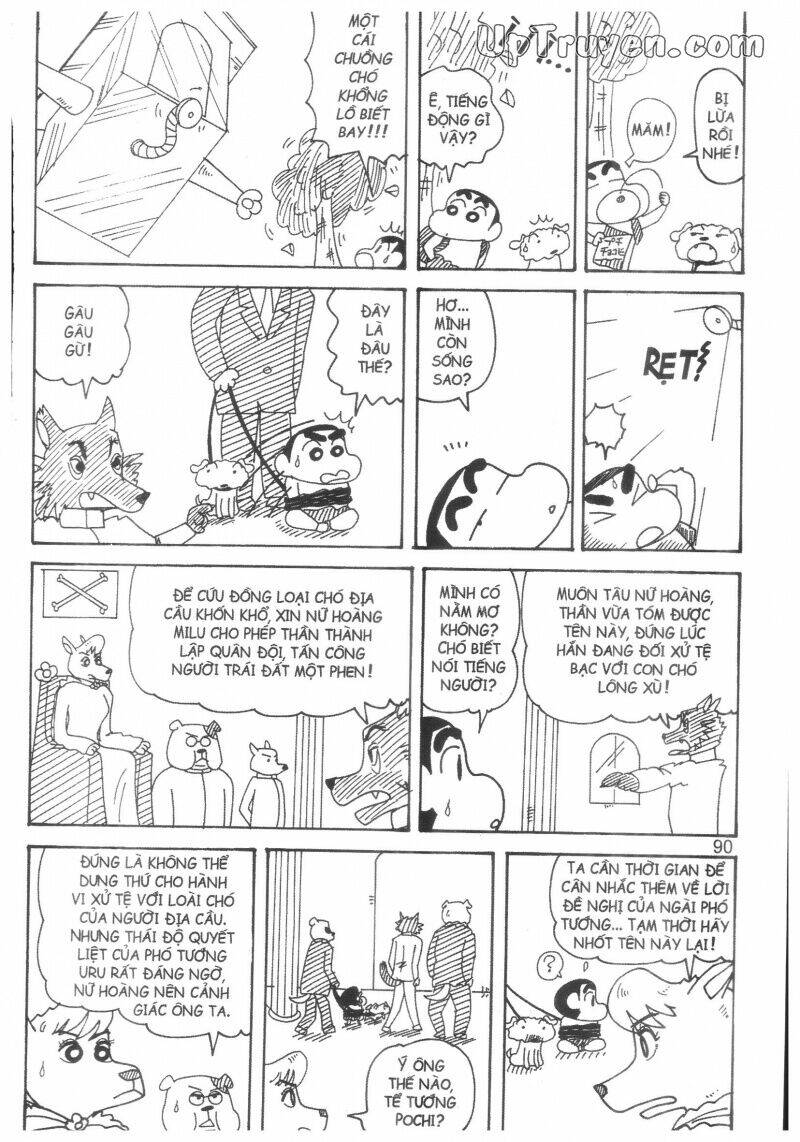 UpTruyen.com
BỊ
LỪA
RỒI
NHÉ!
MĂM!
プチ
チョコビ
Ê, TIẾNG
ĐỘNG GÌ
VẬY?
MỘT
CÁI
CHUỒNG
CHÓ
KHỔNG
LỒ BIẾT
BAY!!!
RẸT!
HƠ...
MÌNH
CÒN
SỐNG
SAO?
ĐÂY
LÀ
ĐÂU
THẾ?
GÂU
GÂU
GỪ!
MUÔN TÂU NỮ HOÀNG,
THẦN VỪA TÓM ĐƯỢC
TÊN NÀY, ĐÚNG LÚC
HẮN ĐANG ĐỐI XỬ TỆ
BẠC VỚI CON CHÓ
LÔNG XÙ!
MÌNH CÓ
NẰM MƠ
KHÔNG?
CHÓ BIẾT
NÓI TIẾNG
NGƯỜI?
ĐỂ CỨU ĐỒNG LOẠI CHÓ ĐỊA
CẦU KHỐN KHỔ, XIN NỮ HOÀNG
MILU CHO PHÉP THẦN THÀNH
LẬP QUÂN ĐỘI, TẤN CÔNG
NGƯỜI TRÁI ĐẤT MỘT PHEN!
90
TA CẦN THỜI GIAN ĐỂ
CÂN NHẮC THÊM VỀ LỜI
ĐỀ NGHỊ CỦA NGÀI PHÓ
TƯỚNG... TẠM THỜI HÃY
NHỐT TÊN NÀY LẠI!
?
Ý ÔNG
THẾ NÀO,
TỂ TƯỚNG
POCHI?
ĐÚNG LÀ KHÔNG THỂ
DUNG THỨ CHO HÀNH
VI XỬ TỆ VỚI LOÀI CHÓ
CỦA NGƯỜI ĐỊA CẦU.
NHƯNG THÁI ĐỘ QUYẾT
LIỆT CỦA PHÓ TƯỚNG
URU RẤT ĐÁNG NGỜ,
NỮ HOÀNG NÊN CẢNH
GIÁC ÔNG TA.